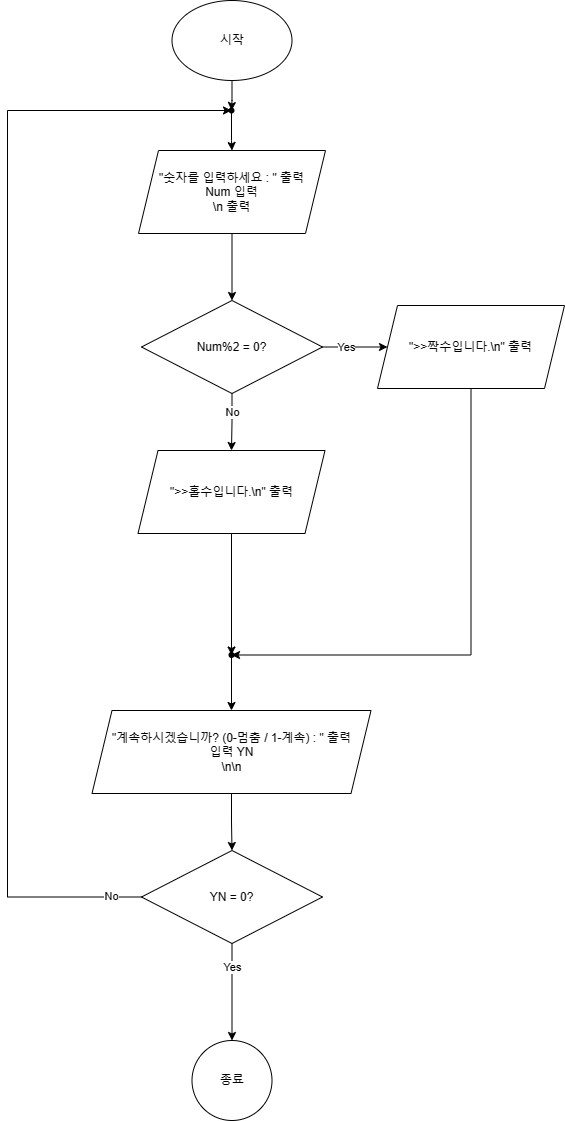 시작
"숫자를 입력하세요 : " 출력
Num 입력
\n 출력
Num%2 = 0?
Yes
">>짝수입니다.\n" 출력
No
">>홀수입니다.\n" 출력
"계속하시겠습니까? (0-멈춤 / 1-계속) : " 출력
입력 YN
\n\n
YN = 0?
No
Yes
종료